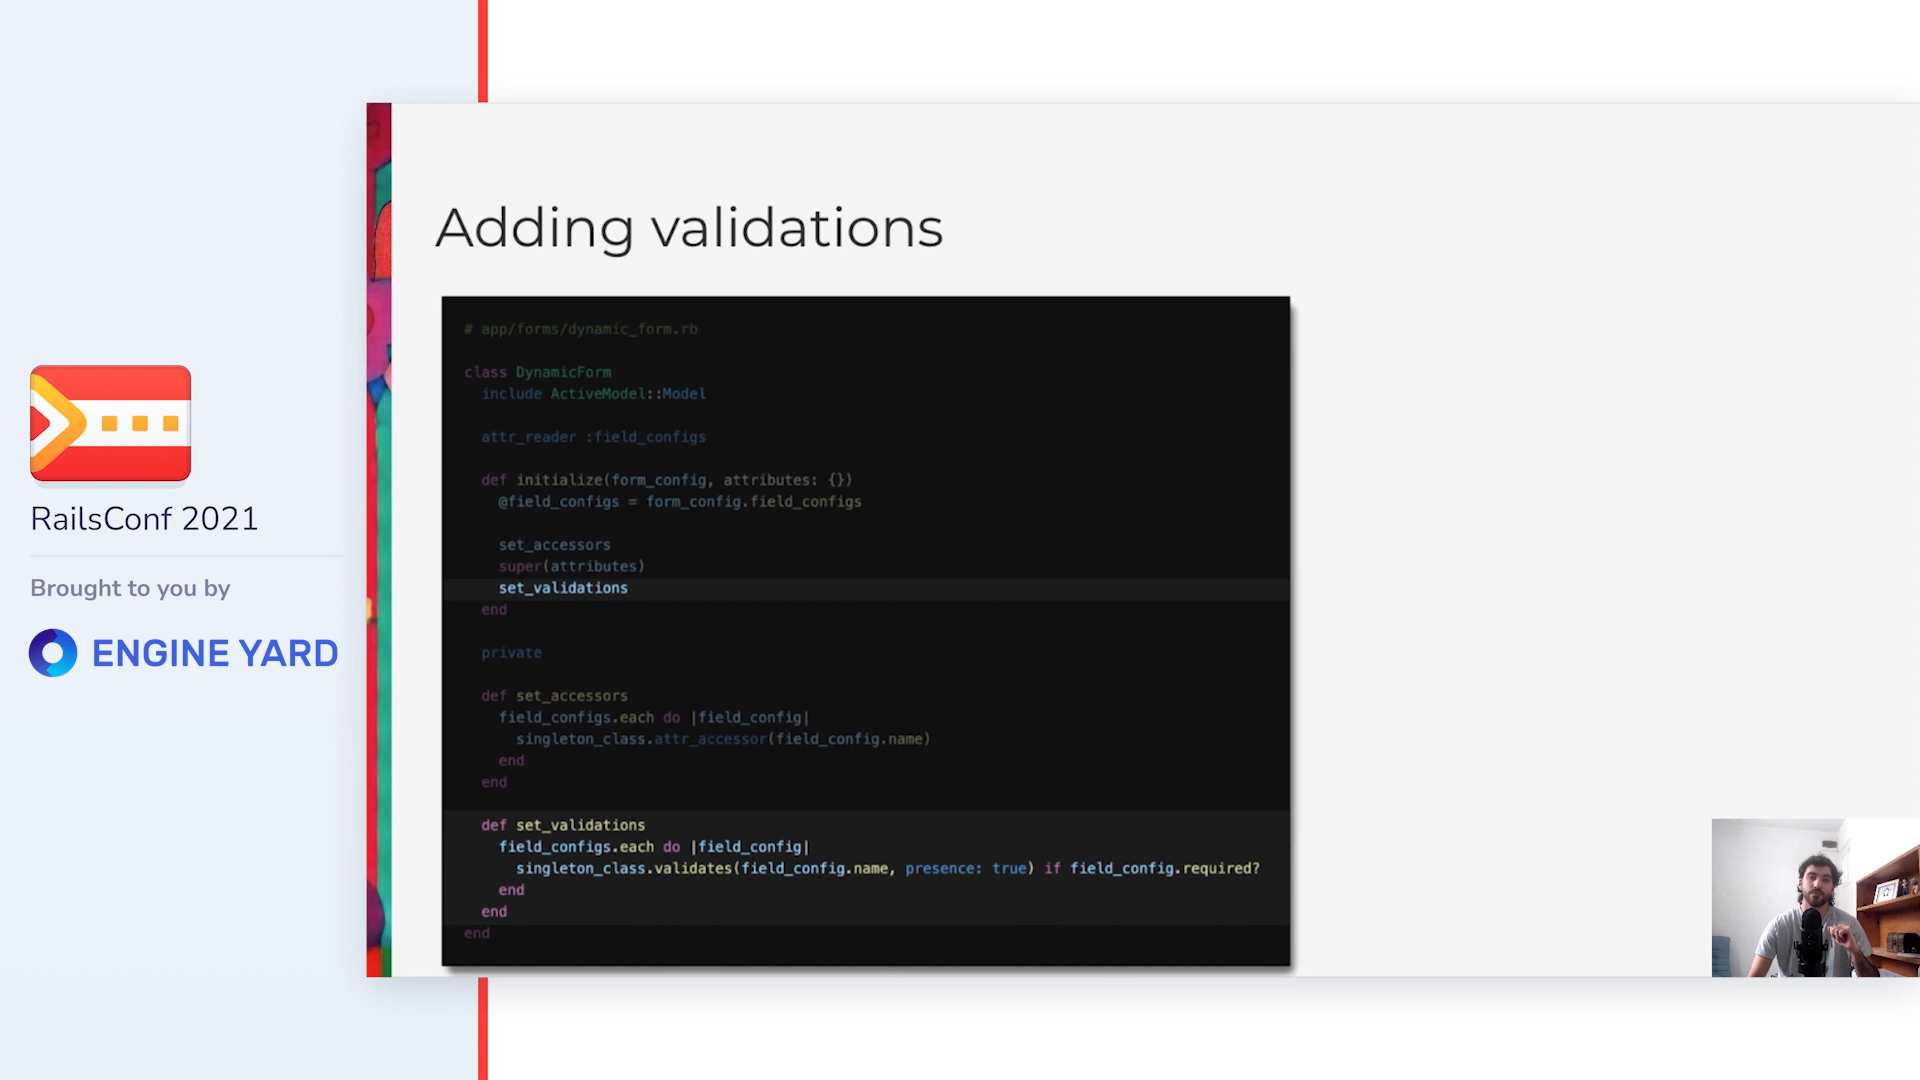 RailsConf 2021
Brought to you by
ENGINE YARD
Adding validations
# app/forms/dynamic_form.rb
class DynamicForm
include ActiveModel::Model
attr_reader :field_configs
def initialize(form_config, attributes: {})
@field_configs = form_config.field_configs
set_accessors
super(attributes)
set_validations
end
private
def set_accessors
field_configs.each do |field_config|
singleton_class.attr_accessor(field_config.name)
end
end
def set_validations
field_configs.each do |field_config|
singleton_class.validates(field_config.name, presence: true) if field_config.required?
end
end
end